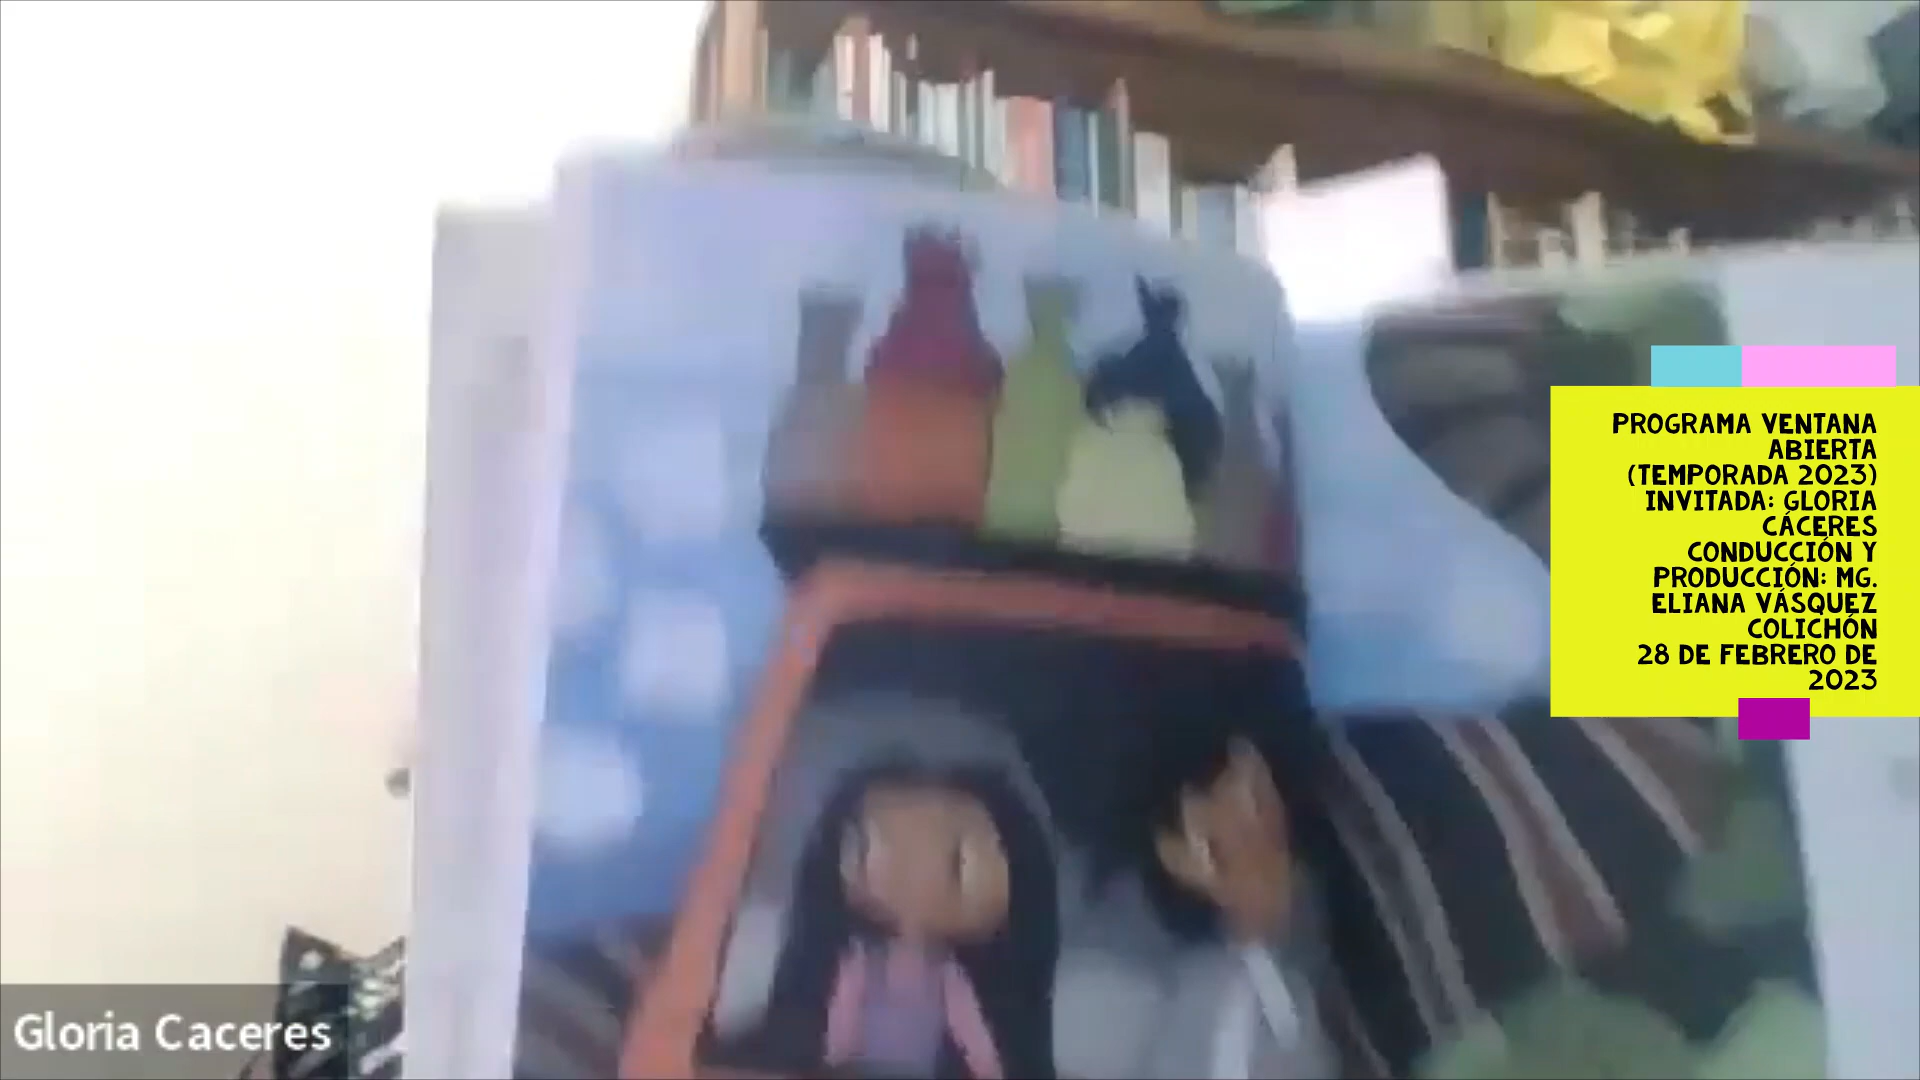 PROGRAMA VENTANA
ABIERTA
(TEMPORADA 2023)
INVITADA: GLORIA
CÁCERES
CONDUCCIÓN Y
PRODUCCIÓN: MG.
ELIANA VÁSQUEZ
COLICHÓN
28 DE FEBRERO DE
2023
Gloria Caceres